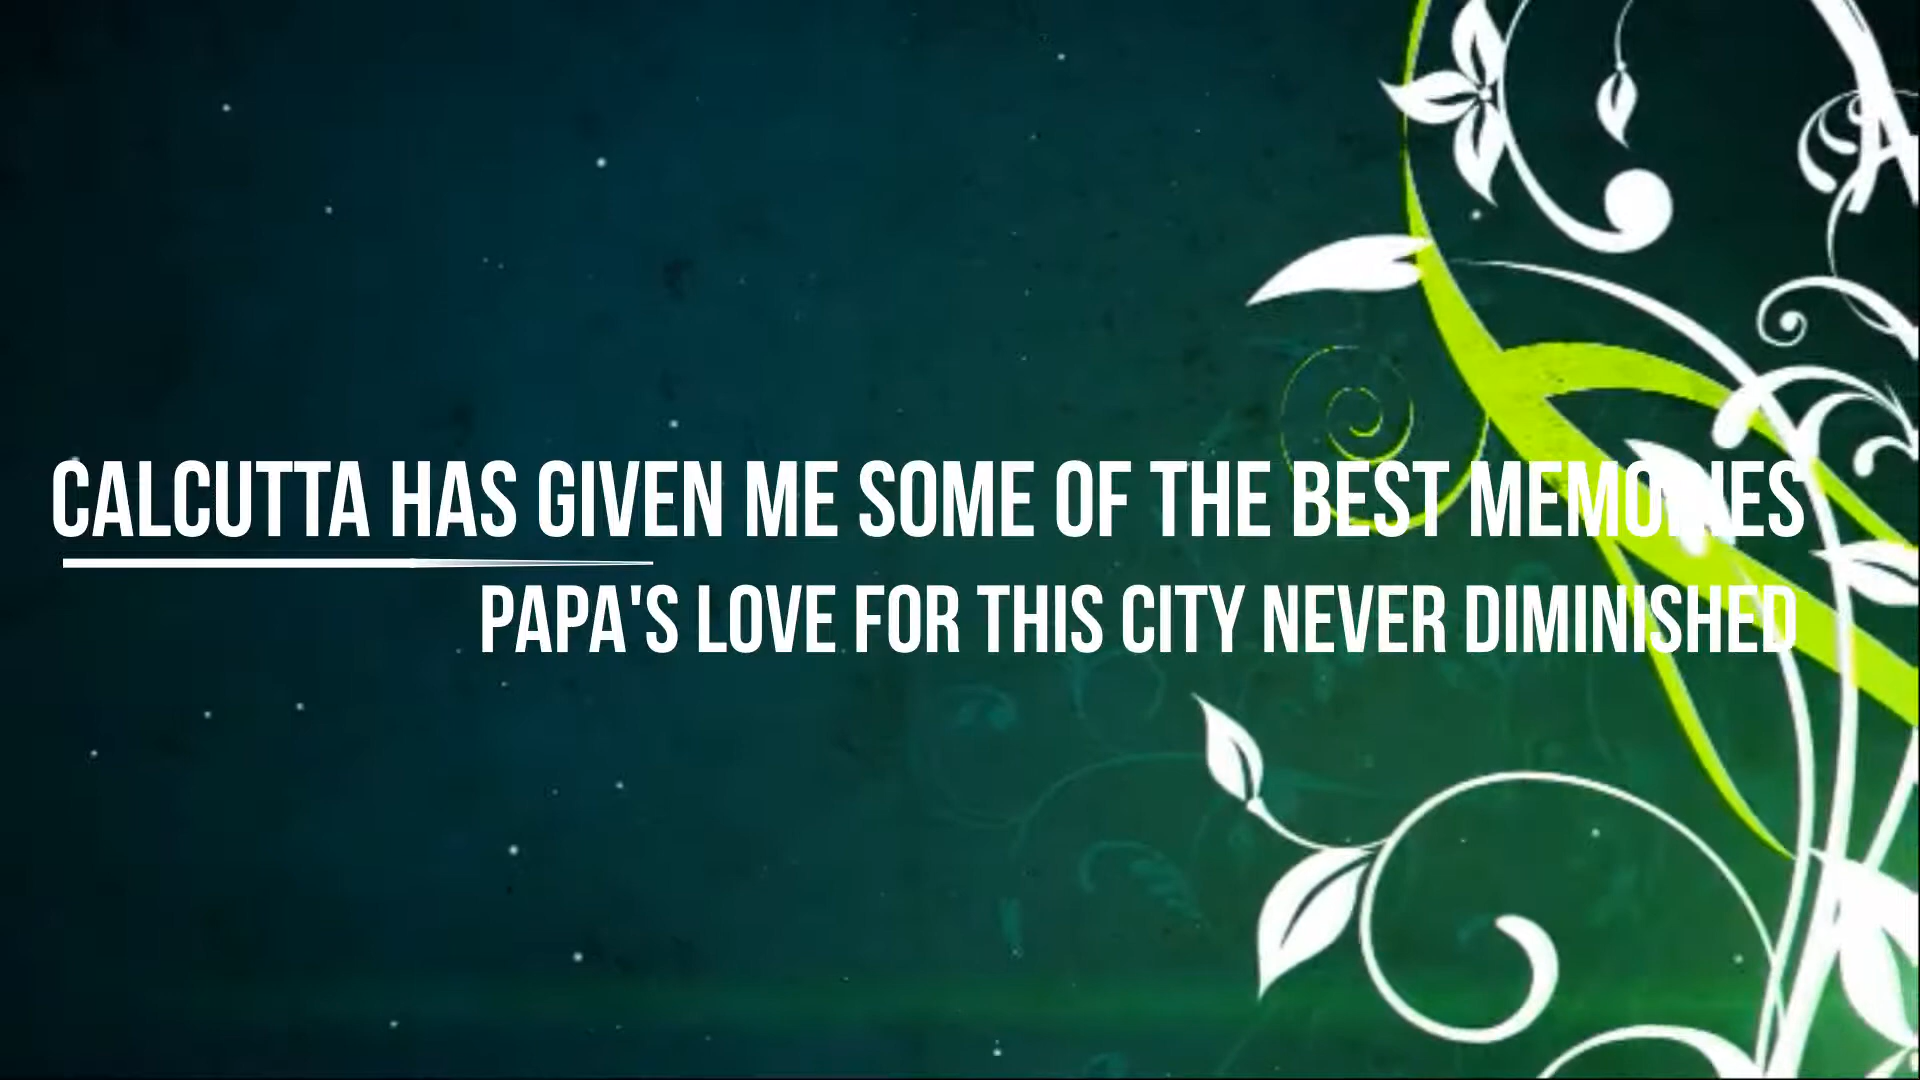 CALCUTTA HAS GIVEN ME SOME OF THE BEST MEMORIES
PAPA'S LOVE FOR THIS CITY NEVER DIMINISHED